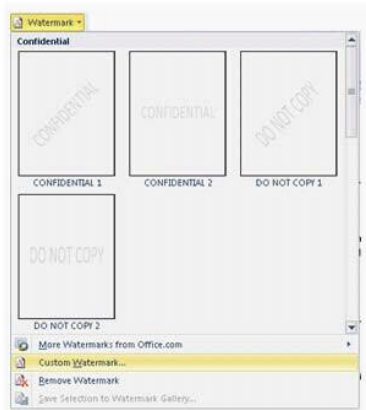 Watermark
Confidential
CONFIDENTIAL
CONFIDENTIAL
DO NOT COPY
CONFIDENTIAL 1
CONFIDENTIAL 2
DO NOT COPY 1
DO NOT COPY
DO NOT COPY 2
More Watermarks from Office.com
Custom Watermark...
Remove Watermark
Save Selection to Watermark Gallery...